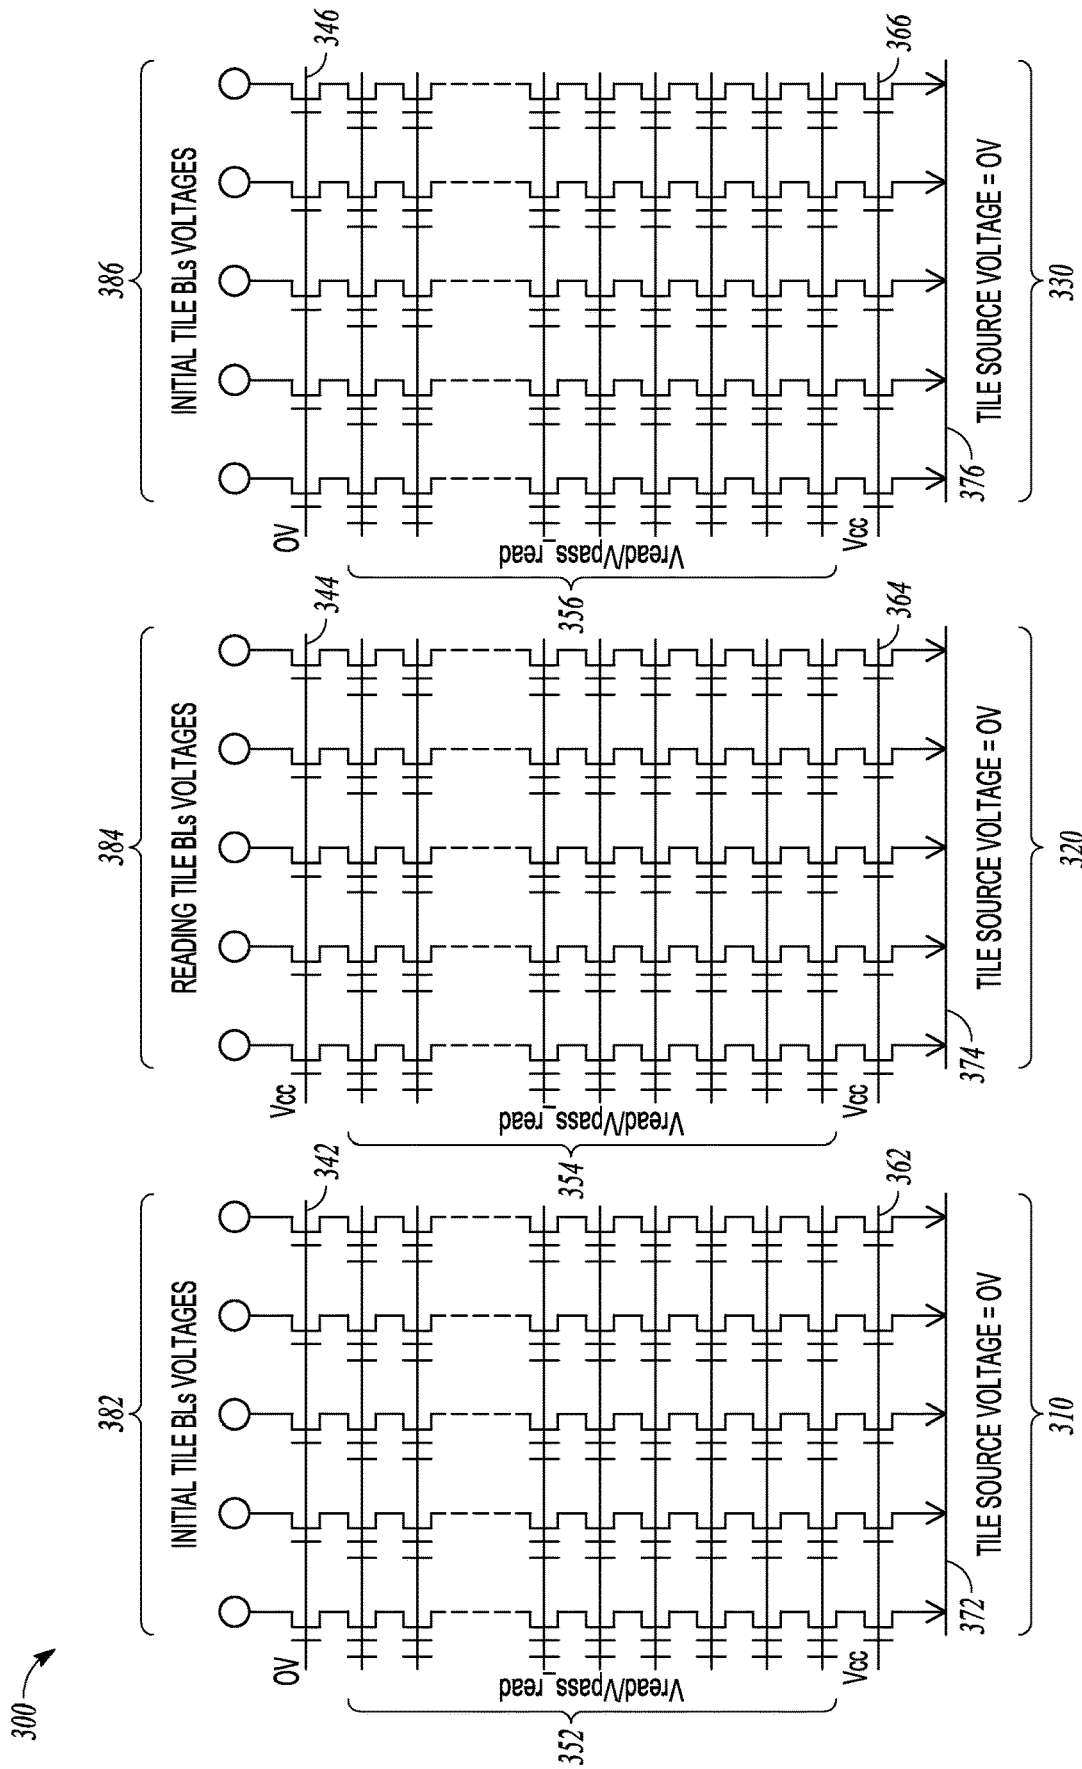 300
382
INITIAL TILE BLs VOLTAGES
0V
342
352
Vread/Vpass_read
Vcc
362
372
TILE SOURCE VOLTAGE = 0V
310
384
READING TILE BLs VOLTAGES
Vcc
344
354
Vread/Vpass_read
Vcc
364
374
TILE SOURCE VOLTAGE = 0V
320
386
INITIAL TILE BLs VOLTAGES
0V
346
356
Vread/Vpass_read
Vcc
366
376
TILE SOURCE VOLTAGE = 0V
330